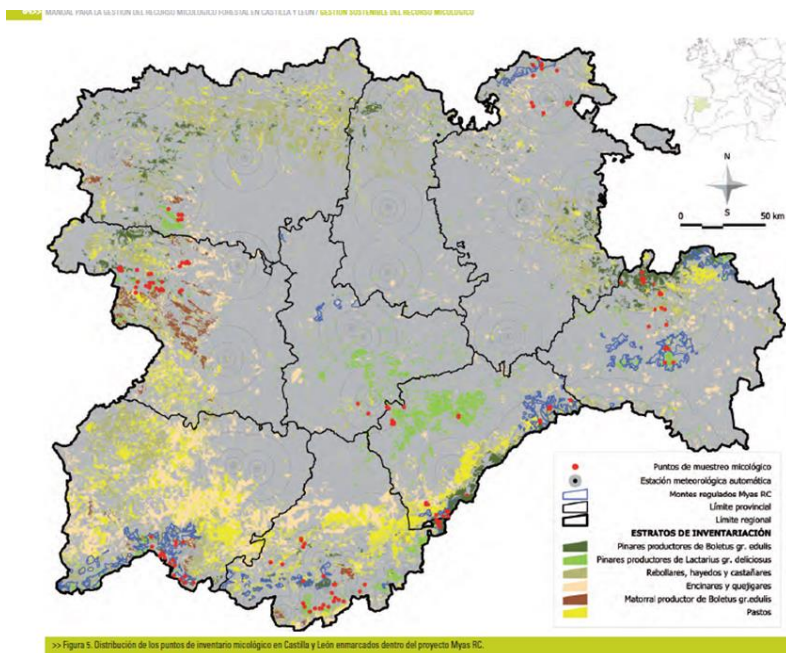 MANUAL PARA LA GESTIÓN DEL RECURSO MICOLÓGICO FORESTAL EN CASTILLA Y LEÓN / GESTIÓN SOSTENIBLE DEL RECURSO MICOLÓGICO
N
S
0 50 km
Puntos de muestreo micológico
Estación meteorológica automática
Montes regulados Myas RC
Límite provincial
Limite regional
ESTRATOS DE INVENTARIACIÓN
Pinares productores de Boletus gr. edulis
Pinares productores de Lactarius gr. deliciosus
Rebollares, hayedos y castañares
Encinares y quejigares
Matorral productor de Boletus gr.edulis
Pastos
>> Figura 5. Distribución de los puntos de inventario micológico en Castilla y León enmarcados dentro del proyecto Myas RC.